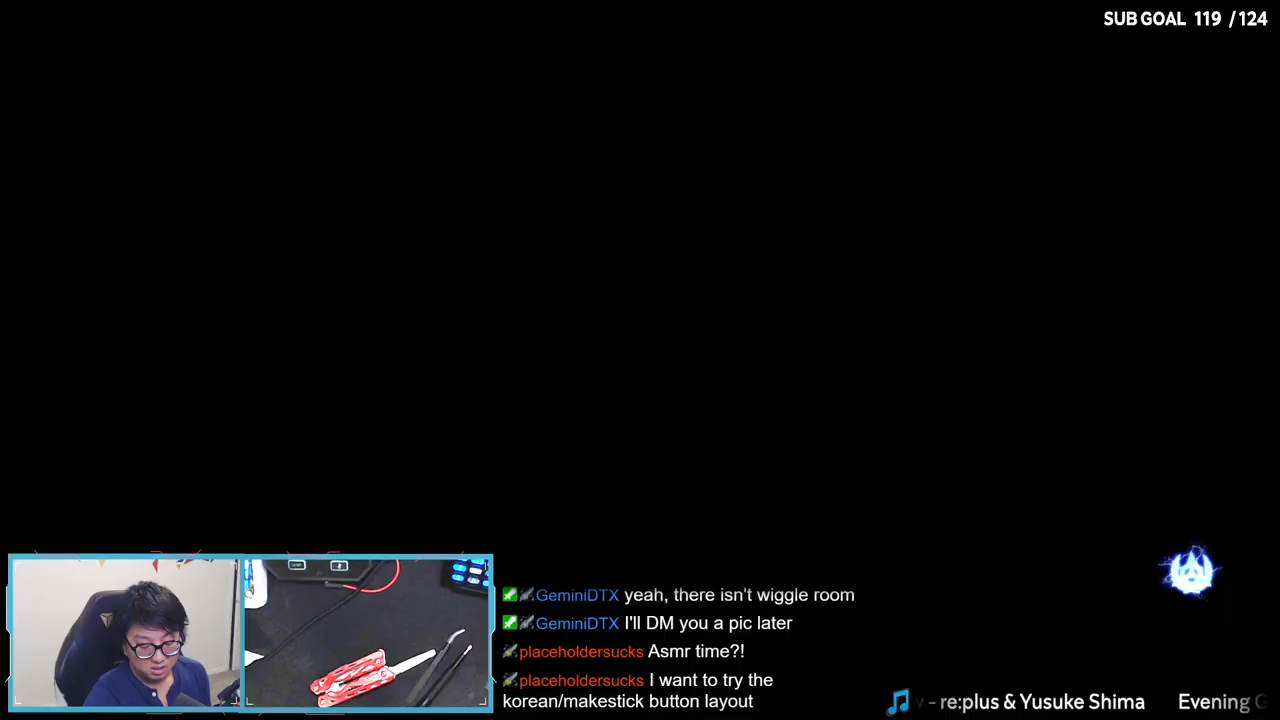 SUB GOAL 119 / 124
GeminiDTX yeah, there isn't wiggle room
GeminiDTX I'll DM you a pic later
placeholdersucks Asmr time?!
placeholdersucks I want to try the
korean/makestick button layout
- re:plus & Yusuke Shima Evening